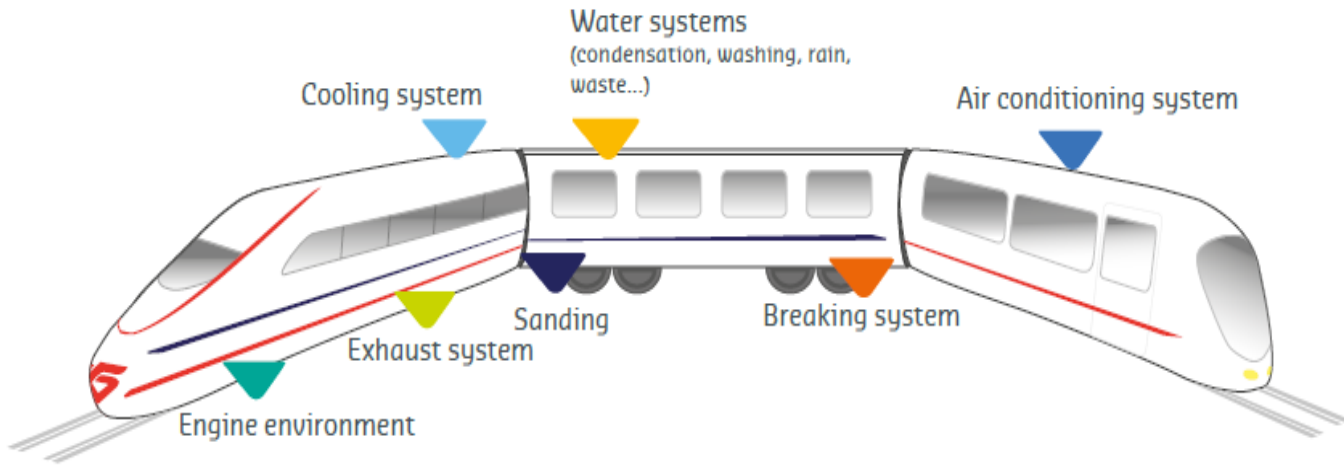 Water systems
(condensation, washing, rain,
waste...)
Cooling system
Air conditioning system
Sanding
Breaking system
Exhaust system
Engine environment